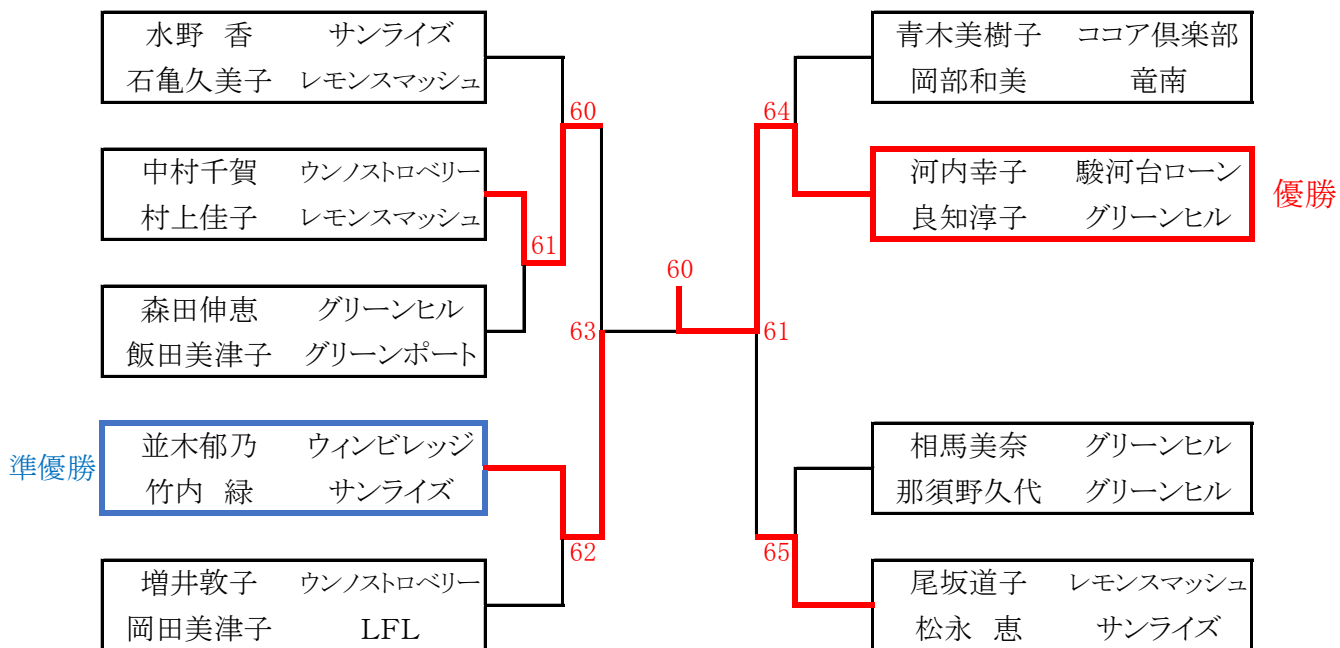 水野 香 サンライズ
石亀久美子 レモンスマッシュ
60
中村千賀 ウンノストロベリー
村上佳子 レモンスマッシュ
61
森田伸恵 グリーンヒル
飯田美津子 グリーンポート
63
準優勝
並木郁乃 ウィンビレッジ
竹内 緑 サンライズ
62
増井敦子 ウンノストロベリー
岡田美津子 LFL
60
青木美樹子 ココア倶楽部
岡部和美 竜南
64
河内幸子 駿河台ローン
良知淳子 グリーンヒル
優勝
61
相馬美奈 グリーンヒル
那須野久代 グリーンヒル
65
尾坂道子 レモンスマッシュ
松永 恵 サンライズ